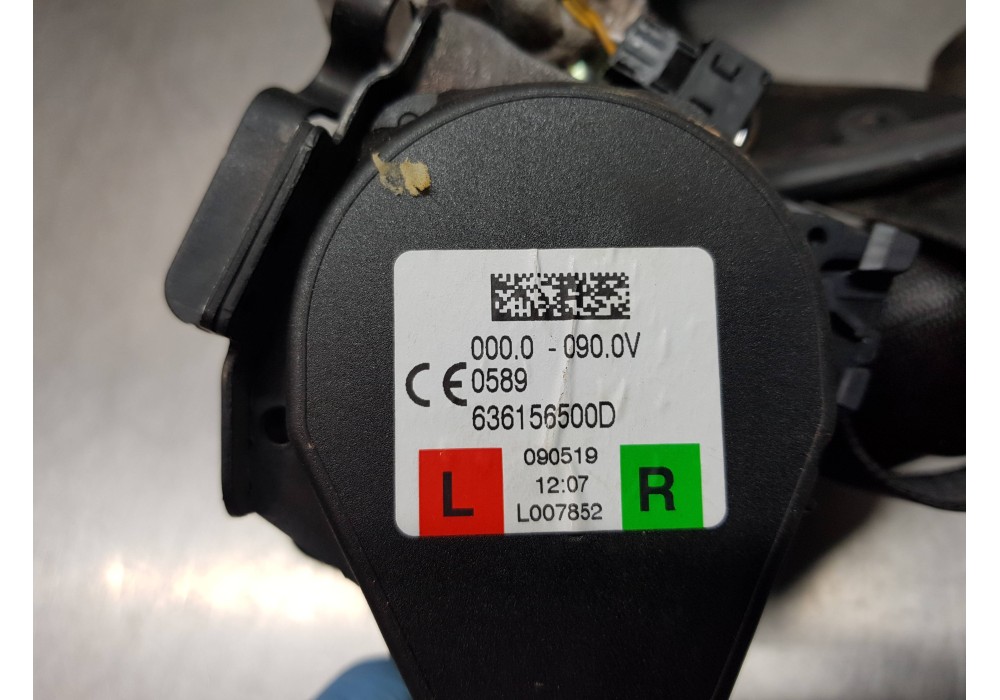 000.0 - 090.0V
CE 0589
636156500D
090519
12:07
L007852
L
R